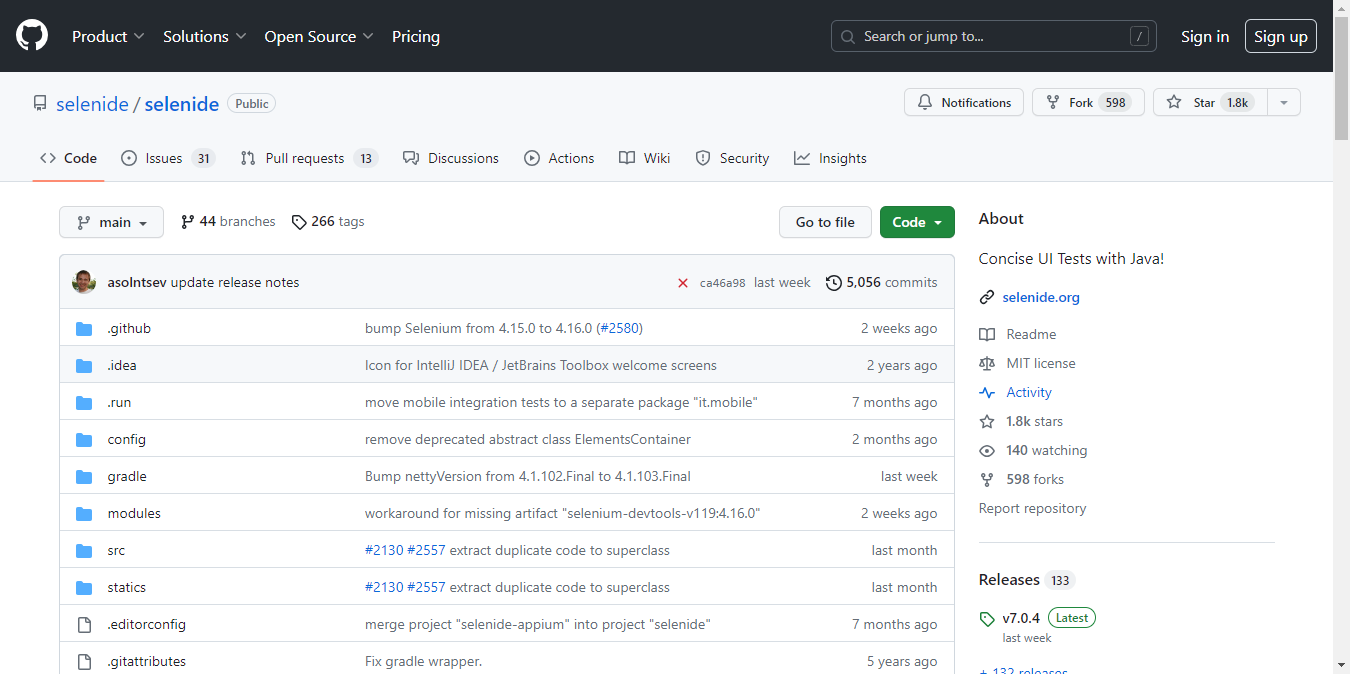 Product Solutions Open Source Pricing Search or jump to... / Sign in Sign up
selenide / selenide Public Notifications Fork 598 Star 1.8k
Code Issues 31 Pull requests 13 Discussions Actions Wiki Security Insights
main 44 branches 266 tags Go to file Code
asolntsev update release notes ca46a98 last week 5,056 commits
.github bump Selenium from 4.15.0 to 4.16.0 (#2580) 2 weeks ago
.idea Icon for IntelliJ IDEA / JetBrains Toolbox welcome screens 2 years ago
.run move mobile integration tests to a separate package "it.mobile" 7 months ago
config remove deprecated abstract class ElementsContainer 2 months ago
gradle Bump nettyVersion from 4.1.102.Final to 4.1.103.Final last week
modules workaround for missing artifact "selenium-devtools-v119:4.16.0" 2 weeks ago
src #2130 #2557 extract duplicate code to superclass last month
statics #2130 #2557 extract duplicate code to superclass last month
.editorconfig merge project "selenide-appium" into project "selenide" 7 months ago
.gitattributes Fix gradle wrapper. 5 years ago
About
Concise UI Tests with Java!
selenide.org
Readme
MIT license
Activity
1.8k stars
140 watching
598 forks
Report repository
Releases 133
v7.0.4 Latest
last week
+ 132 releases